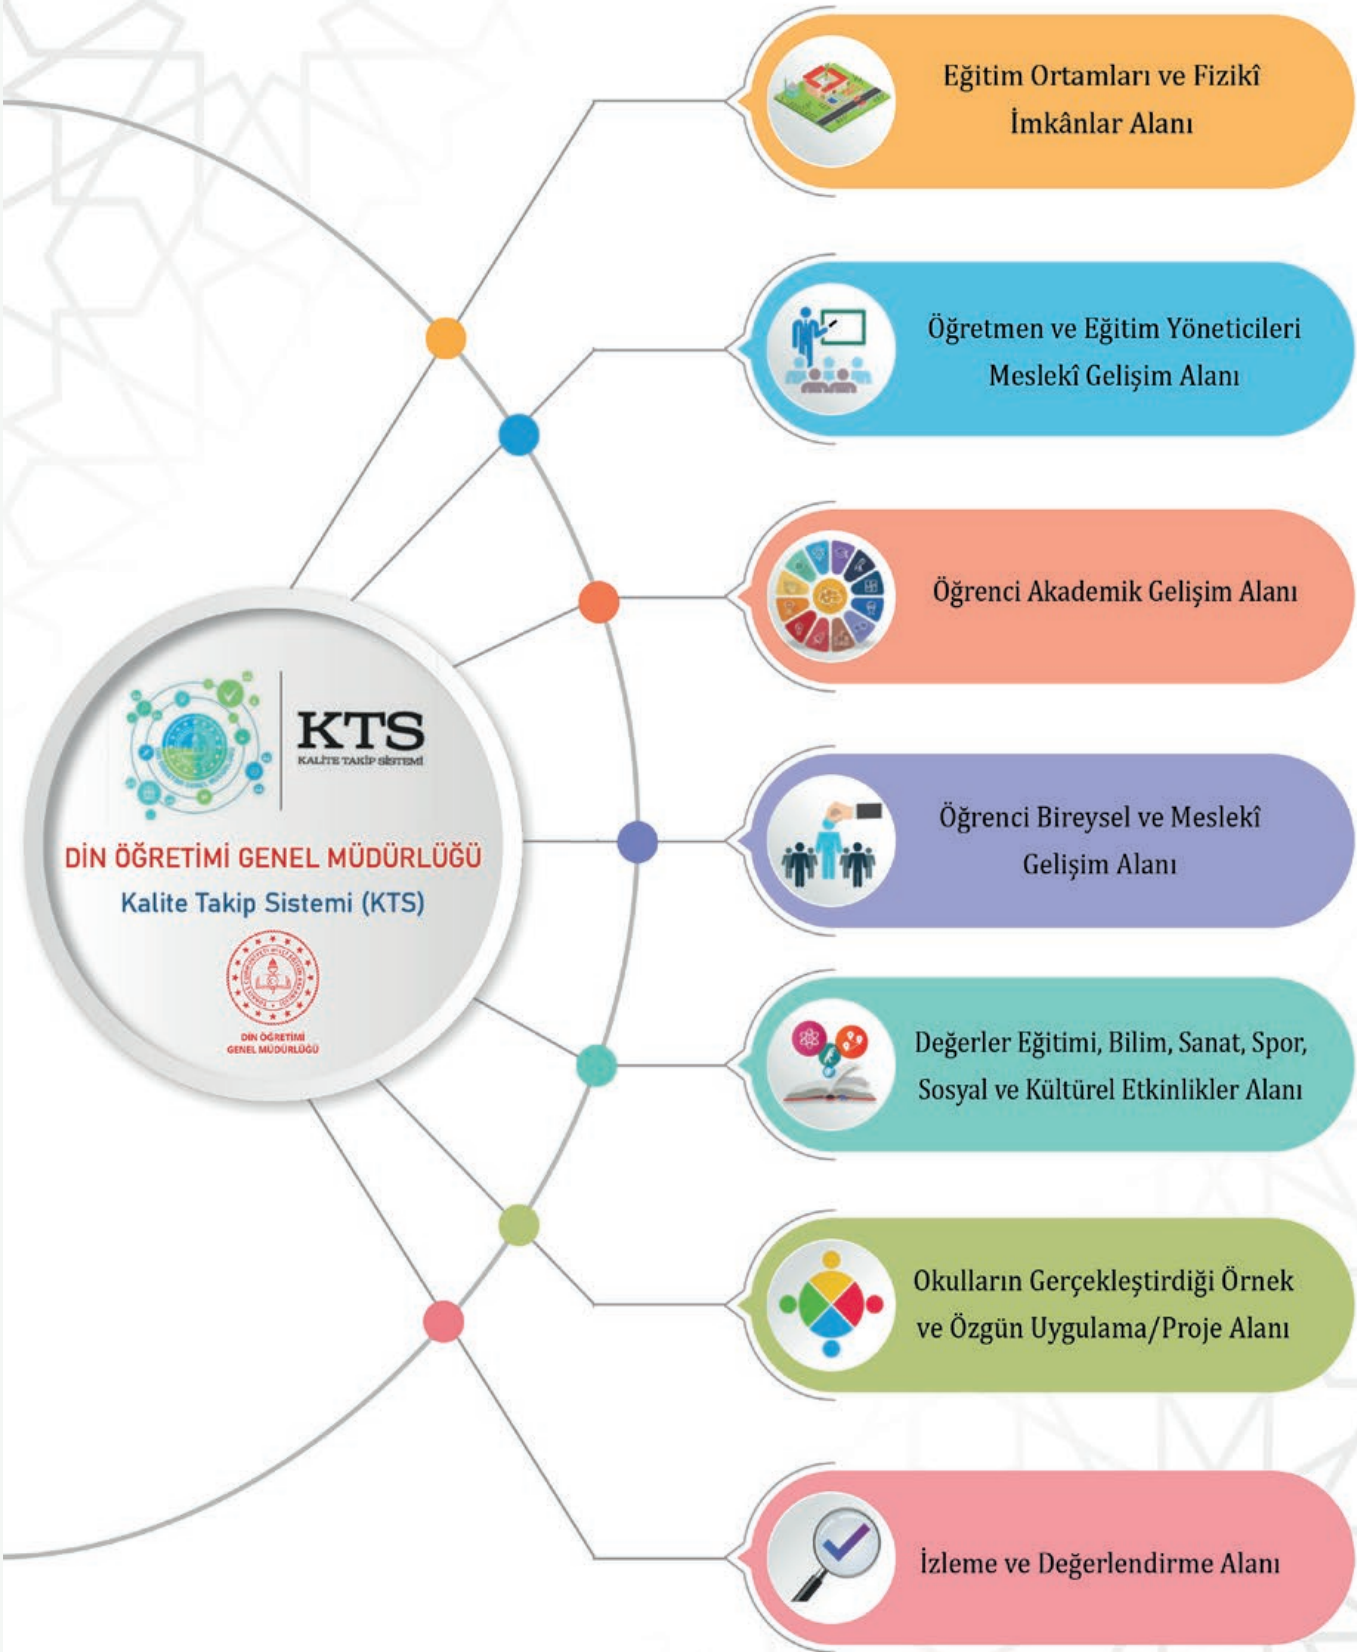 Eğitim Ortamları ve Fizikî
İmkânlar Alanı
Öğretmen ve Eğitim Yöneticileri
Meslekî Gelişim Alanı
Öğrenci Akademik Gelişim Alanı
KTS
KALİTE TAKİP SİSTEMİ
DİN ÖĞRETİMİ GENEL MÜDÜRLÜĞÜ
Kalite Takip Sistemi (KTS)
DİN ÖĞRETİMİ
GENEL MÜDÜRLÜĞÜ
Öğrenci Bireysel ve Meslekî
Gelişim Alanı
Değerler Eğitimi, Bilim, Sanat, Spor,
Sosyal ve Kültürel Etkinlikler Alanı
Okulların Gerçekleştirdiği Örnek
ve Özgün Uygulama/Proje Alanı
İzleme ve Değerlendirme Alanı